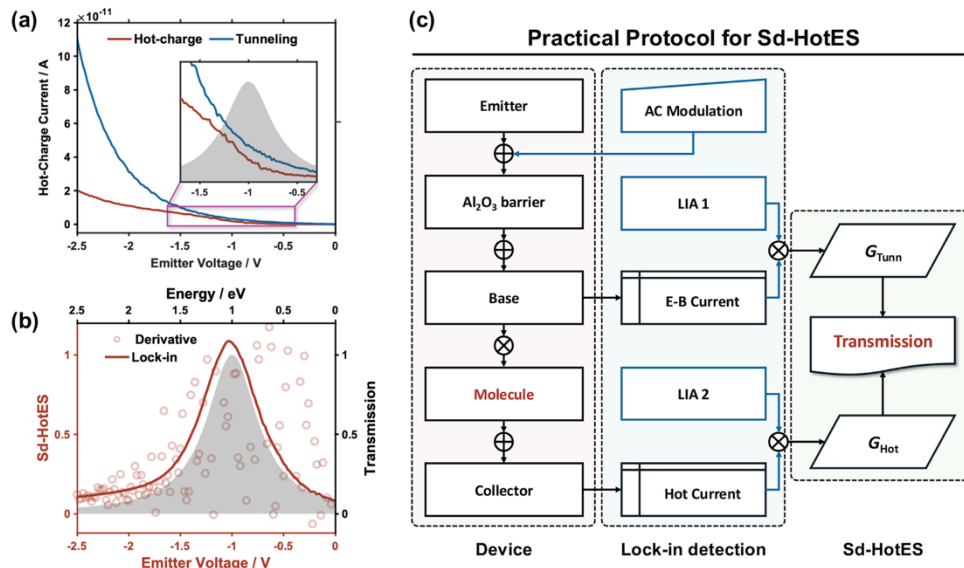 (a)
12 ×10⁻¹¹
10
8
6
4
2
0
Hot-Charge Current / A
Hot-charge
Tunneling
-1.5
-1
-0.5
-2.5
-2
-1.5
-1
-0.5
0
Emitter Voltage / V
(b)
Energy / eV
2.5
2
1.5
1
0.5
0
Derivative
Lock-in
1
0.5
0
Sd-HotES
1
0.5
0
Transmission
-2.5
-2
-1.5
-1
-0.5
0
Emitter Voltage / V
(c)
Practical Protocol for Sd-HotES
Emitter
AC Modulation
Al₂O₃ barrier
LIA 1
G_Tunn
Base
E-B Current
Transmission
Molecule
LIA 2
G_Hot
Collector
Hot Current
Device
Lock-in detection
Sd-HotES